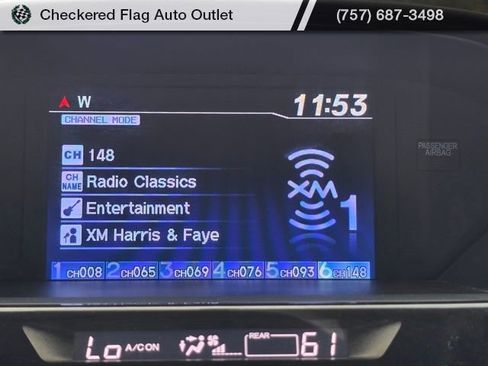 Checkered Flag Auto Outlet (757) 687-3498
W 11:53
CHANNEL MODE
CH 148
PASSENGER AIRBAG
CH NAME Radio Classics
Entertainment
XM
XM Harris & Faye 1
1 CH008 2 CH065 3 CH069 4 CH076 5 CH093 6 CH148
Lo A/CON REAR 61